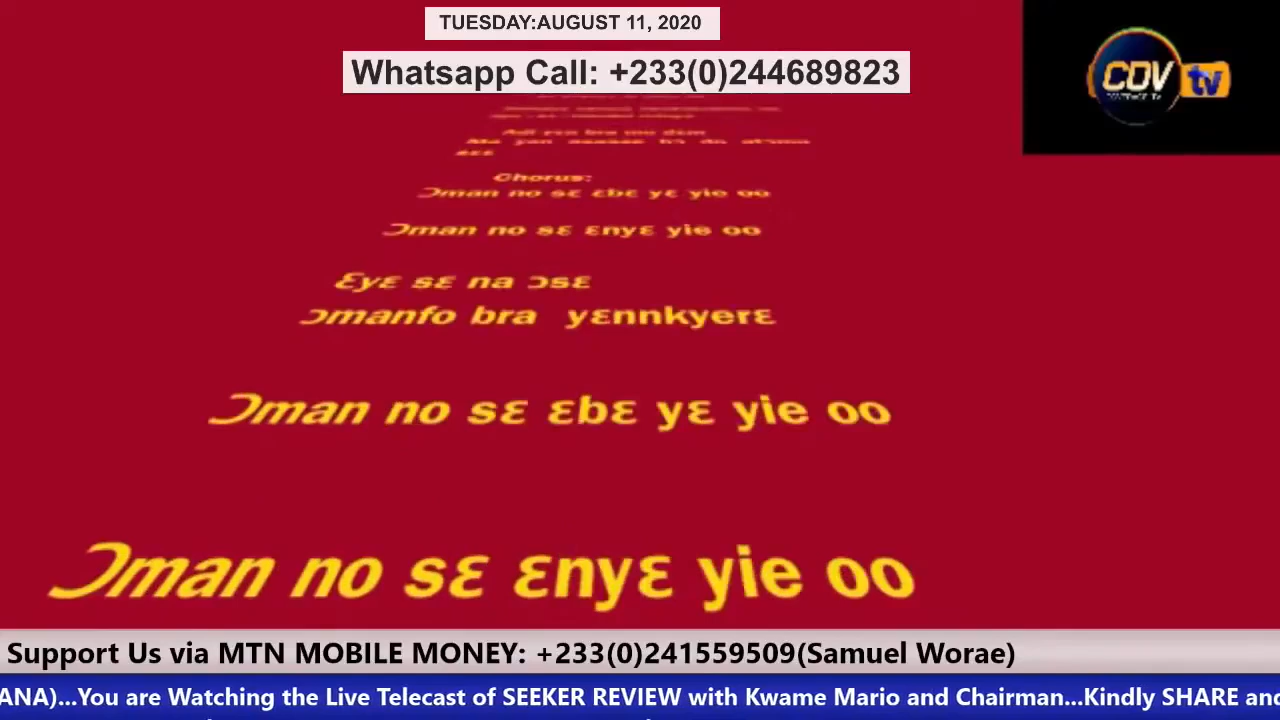 TUESDAY:AUGUST 11, 2020
Whatsapp Call: +233(0)244689823
COV tv
Chorus:
Ɔman no sɛ ɛbɛ yɛ yie oo
Ɔman no sɛ ɛnyɛ yie oo
Ɛyɛ sɛ na ɔsɛ
ɔmanfo bra yɛnnkyerɛ
Ɔman no sɛ ɛbɛ yɛ yie oo
Ɔman no sɛ ɛnyɛ yie oo
Support Us via MTN MOBILE MONEY: +233(0)241559509(Samuel Worae)
ANA)...You are Watching the Live Telecast of SEEKER REVIEW with Kwame Mario and Chairman...Kindly SHARE and